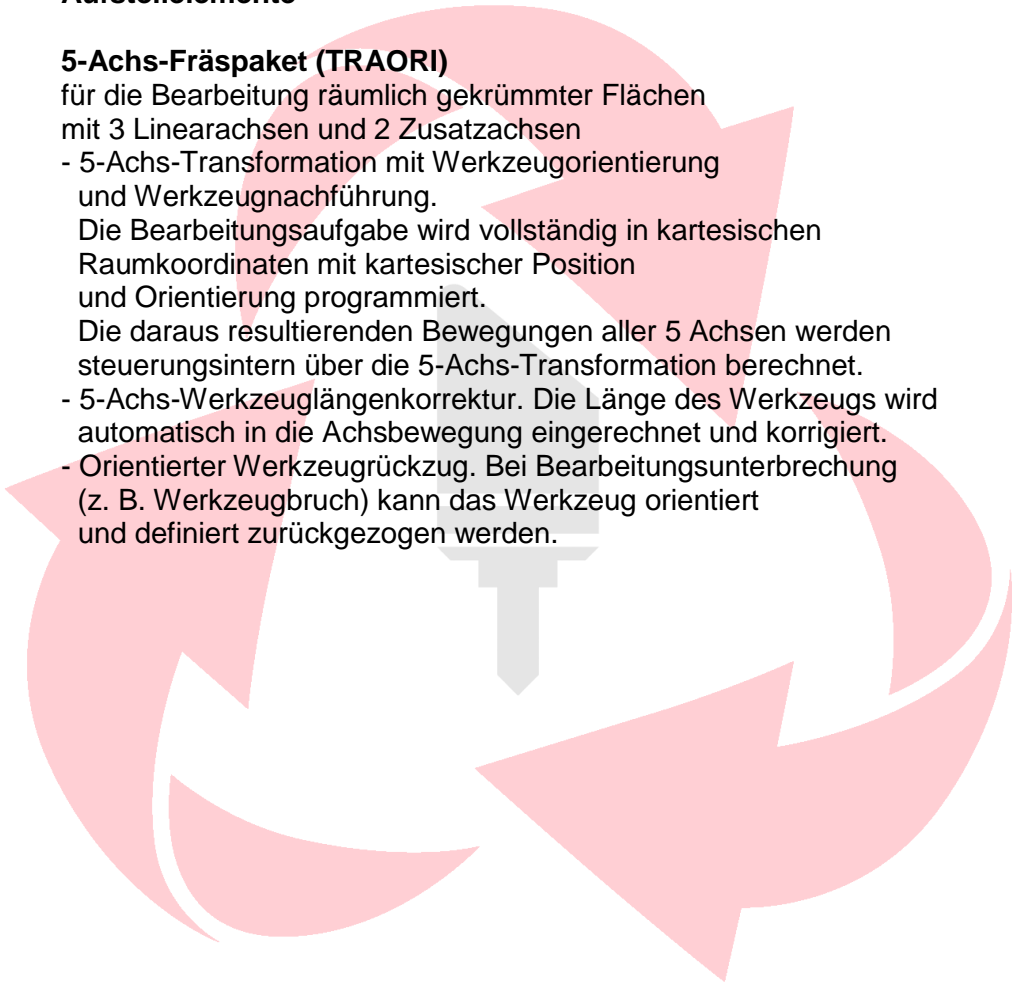 5-Achs-Fräspaket (TRAORI)
für die Bearbeitung räumlich gekrümmter Flächen
mit 3 Linearachsen und 2 Zusatzachsen
- 5-Achs-Transformation mit Werkzeugorientierung
und Werkzeugnachführung.
Die Bearbeitungsaufgabe wird vollständig in kartesischen
Raumkoordinaten mit kartesischer Position
und Orientierung programmiert.
Die daraus resultierenden Bewegungen aller 5 Achsen werden
steuerungsintern über die 5-Achs-Transformation berechnet.
- 5-Achs-Werkzeuglängenkorrektur. Die Länge des Werkzeugs wird
automatisch in die Achsbewegung eingerechnet und korrigiert.
- Orientierter Werkzeugrückzug. Bei Bearbeitungsunterbrechung
(z. B. Werkzeugbruch) kann das Werkzeug orientiert
und definiert zurückgezogen werden.